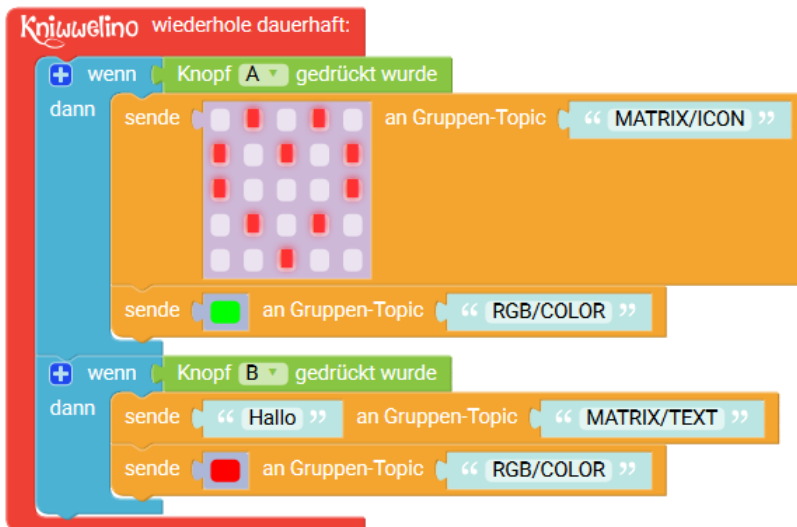 Kniwwelino wiederhole dauerhaft:
wenn Knopf A gedrückt wurde
dann sende an Gruppen-Topic “ MATRIX/ICON ”
sende an Gruppen-Topic “ RGB/COLOR ”
wenn Knopf B gedrückt wurde
dann sende “ Hallo ” an Gruppen-Topic “ MATRIX/TEXT ”
sende an Gruppen-Topic “ RGB/COLOR ”